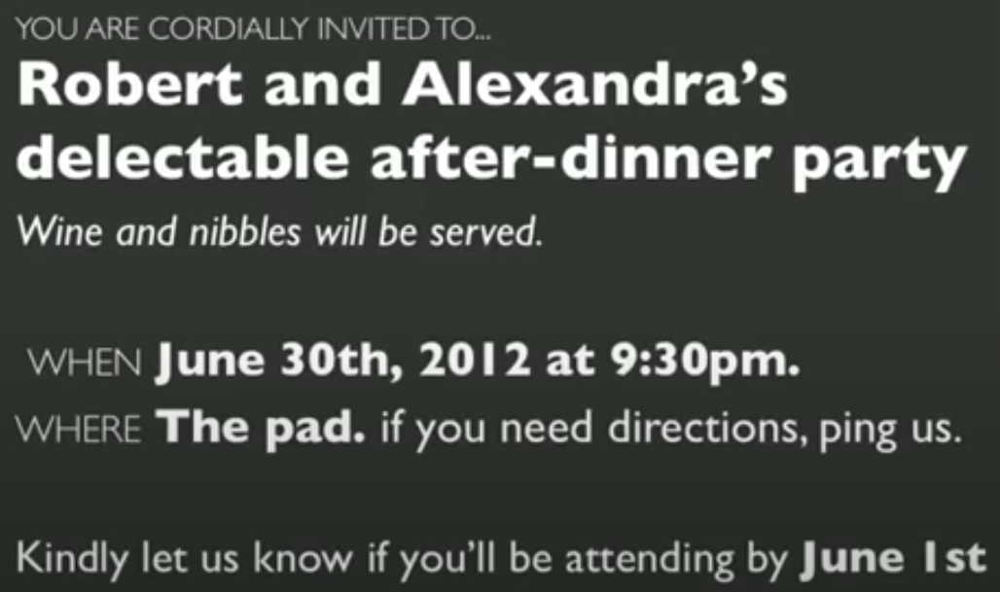 YOU ARE CORDIALLY INVITED TO...
Robert and Alexandra's
delectable after-dinner party
Wine and nibbles will be served.
WHEN June 30th, 2012 at 9:30pm.
WHERE The pad. if you need directions, ping us.
Kindly let us know if you'll be attending by June 1st